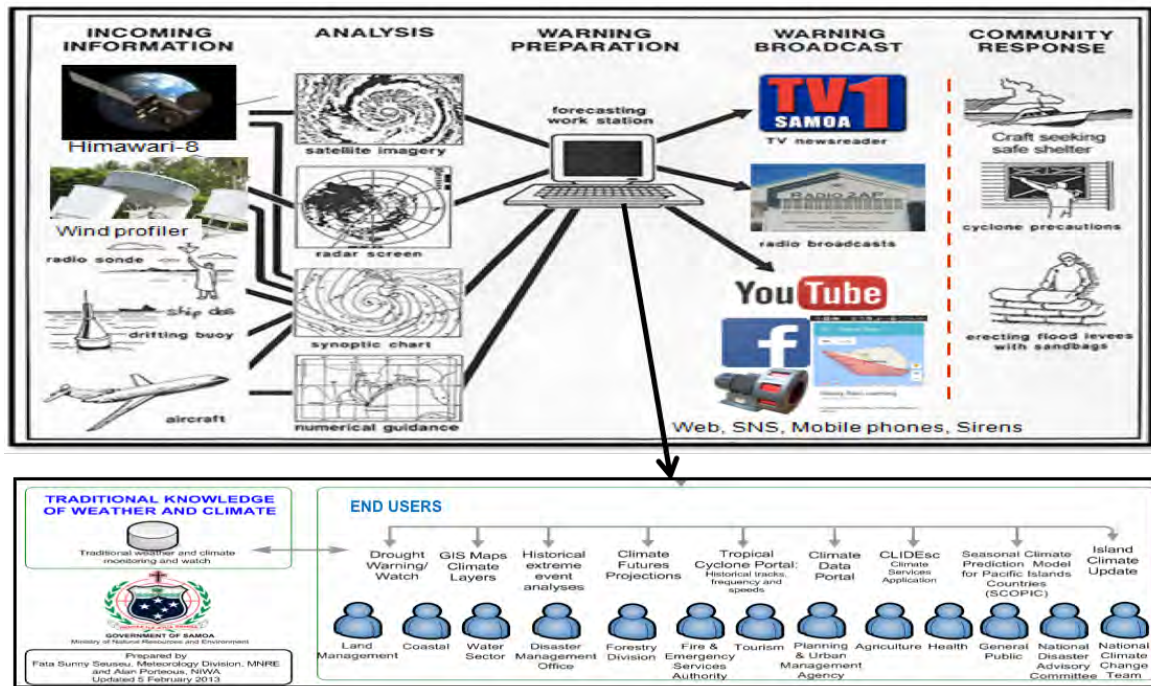 INCOMING
INFORMATION
ANALYSIS
WARNING
PREPARATION
WARNING
BROADCAST
COMMUNITY
RESPONSE
Himawari-8
Wind profiler
radio sonde
ship
drifting buoy
aircraft
satellite imagery
radar screen
synoptic chart
numerical guidance
forecasting
work station
TV1
SAMOA
TV newsreader
RADIO 2AP
radio broadcasts
YouTube
f
Web, SNS, Mobile phones, Sirens
Craft seeking
safe shelter
cyclone precautions
erecting flood levees
with sandbags
TRADITIONAL KNOWLEDGE
OF WEATHER AND CLIMATE
Traditional weather and climate
monitoring and watch
GOVERNMENT OF SAMOA
Ministry of Natural Resources and Environment
Prepared by
Fata Sunny Seuseu, Meteorology Division, MNRE
and Alan Porteous, NIWA
Updated 5 February 2013
END USERS
Drought
Warning/
Watch
GIS Maps
Climate
Layers
Historical
extreme
event
analyses
Climate
Futures
Projections
Tropical
Cyclone Portal:
Historical tracks,
frequency and
speeds
Climate
Data
Portal
CLIDEsc
Climate
Services
Application
Seasonal Climate
Prediction Model
for Pacific Islands
Countries
(SCOPIC)
Island
Climate
Update
Land
Management
Coastal
Water
Sector
Disaster
Management
Office
Forestry
Division
Fire &
Emergency
Services
Authority
Tourism
Planning
& Urban
Management
Agency
Agriculture
Health
General
Public
National
Disaster
Advisory
Committee
National
Climate
Change
Team